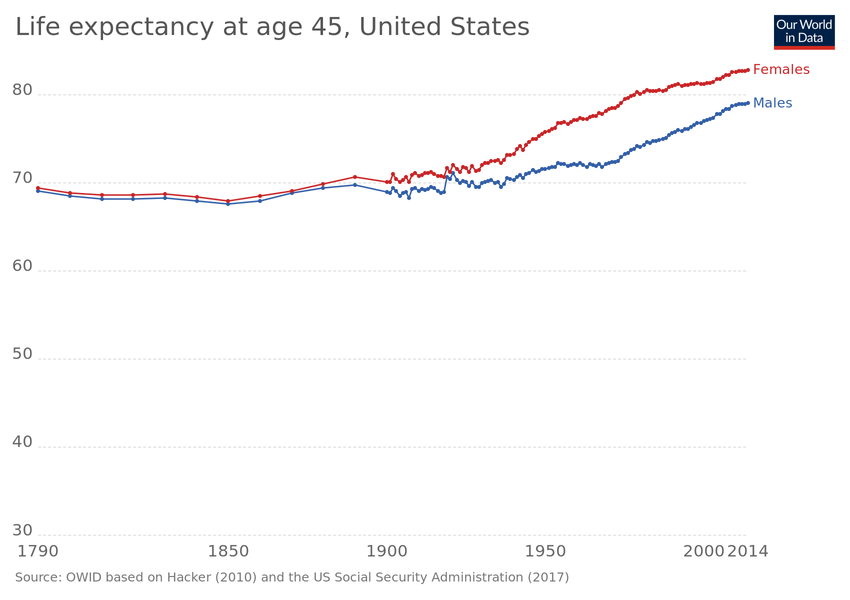 Life expectancy at age 45, United States
Our World
in Data
Females
80
Males
70
60
50
40
30
1790 1850 1900 1950 2000 2014
Source: OWID based on Hacker (2010) and the US Social Security Administration (2017)